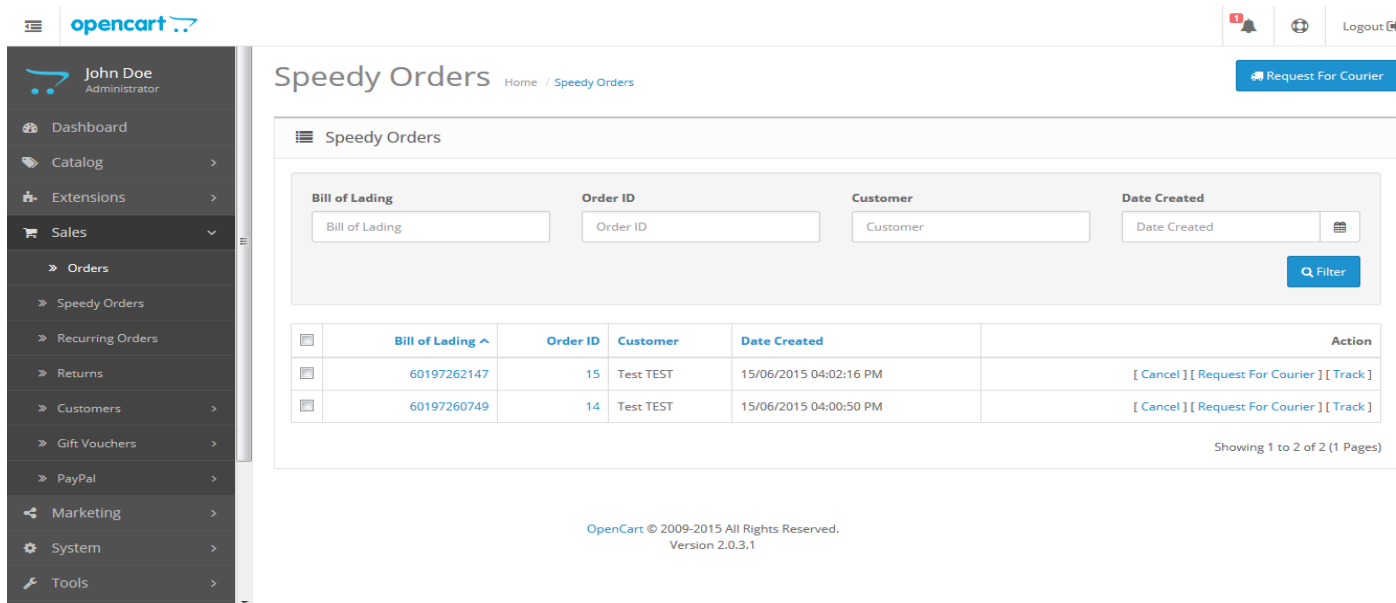 opencart
1
Logout
John Doe
Administrator
Dashboard
Catalog
Extensions
Sales
Orders
Speedy Orders
Recurring Orders
Returns
Customers
Gift Vouchers
PayPal
Marketing
System
Tools
Speedy Orders Home / Speedy Orders
Request For Courier
Speedy Orders
Bill of Lading Order ID Customer Date Created
Bill of Lading Order ID Customer Date Created
Filter
Bill of Lading Order ID Customer Date Created Action
60197262147 15 Test TEST 15/06/2015 04:02:16 PM [ Cancel ] [ Request For Courier ] [ Track ]
60197260749 14 Test TEST 15/06/2015 04:00:50 PM [ Cancel ] [ Request For Courier ] [ Track ]
Showing 1 to 2 of 2 (1 Pages)
OpenCart © 2009-2015 All Rights Reserved.
Version 2.0.3.1